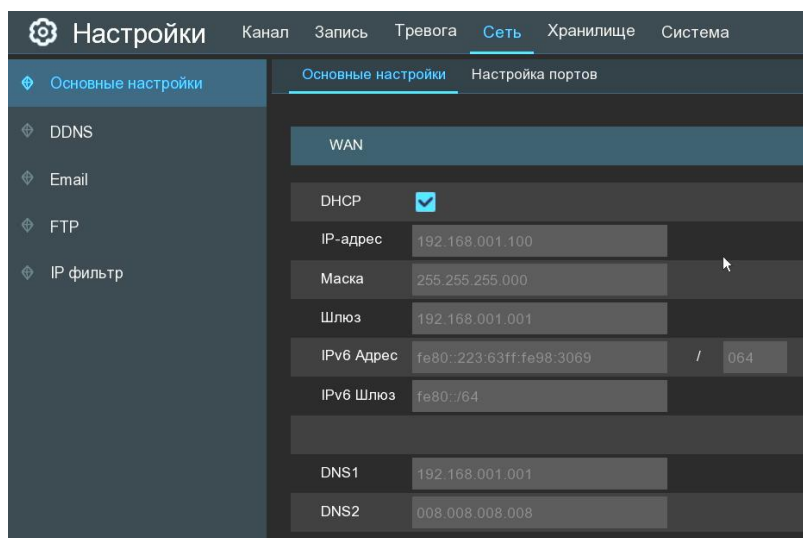 Настройки Канал Запись Тревога Сеть Хранилище Система
Основные настройки
DDNS
Email
FTP
IP фильтр
Основные настройки Настройка портов
WAN
DHCP
IP-адрес 192.168.001.100
Маска 255.255.255.000
Шлюз 192.168.001.001
IPv6 Адрес fe80::223:63ff:fe98:3069 / 064
IPv6 Шлюз fe80::/64
DNS1 192.168.001.001
DNS2 008.008.008.008